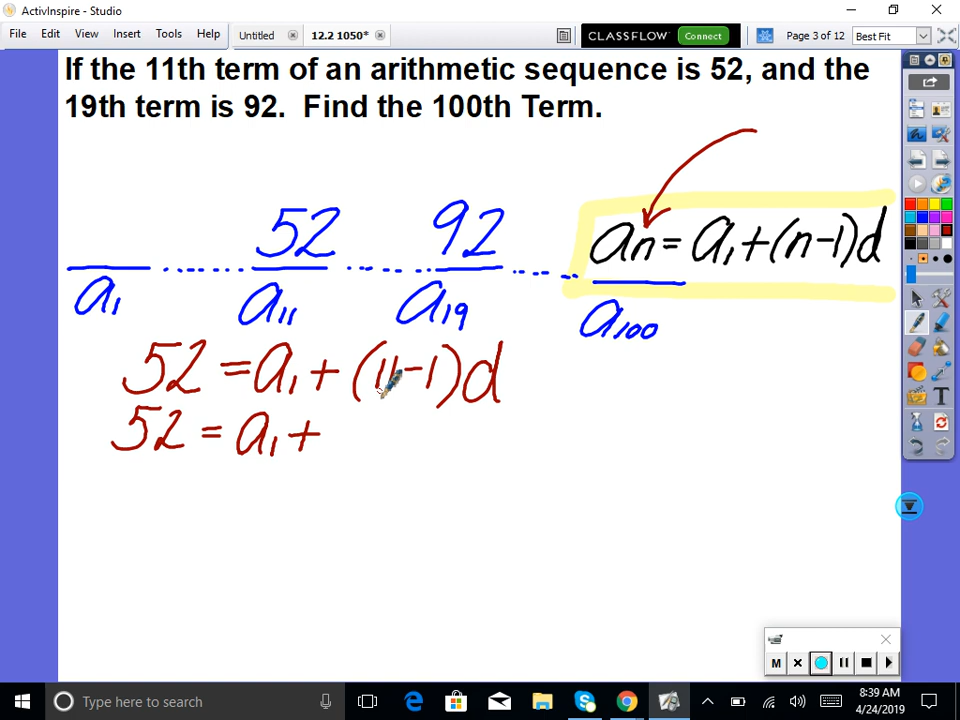 ActivInspire - Studio
File Edit View Insert Tools Help Untitled 12.2 1050* CLASSFLOW Connect Page 3 of 12 Best Fit
If the 11th term of an arithmetic sequence is 52, and the
19th term is 92. Find the 100th Term.
52 92 an = a₁ + (n-1)d
a₁ a₁₁ a₁₉ a₁₀₀
52 = a₁ + (11-1)d
52 = a₁ +
M
Type here to search
8:39 AM
4/24/2019